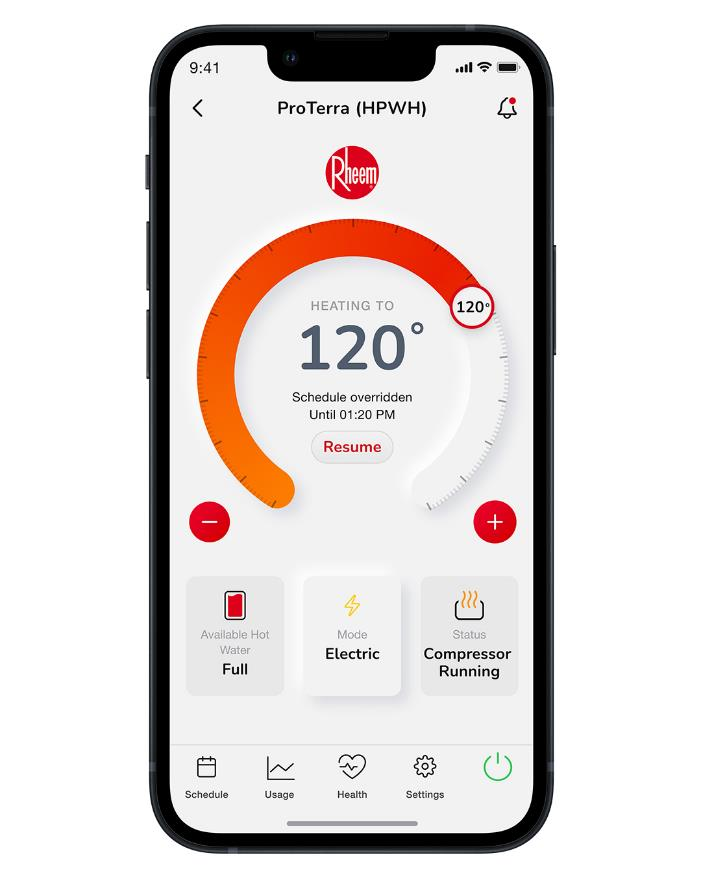 9:41
ProTerra (HPWH)
Rheem
120°
HEATING TO
120°
Schedule overridden
Until 01:20 PM
Resume
Available Hot
Water
Full
Mode
Electric
Status
Compressor
Running
Schedule
Usage
Health
Settings